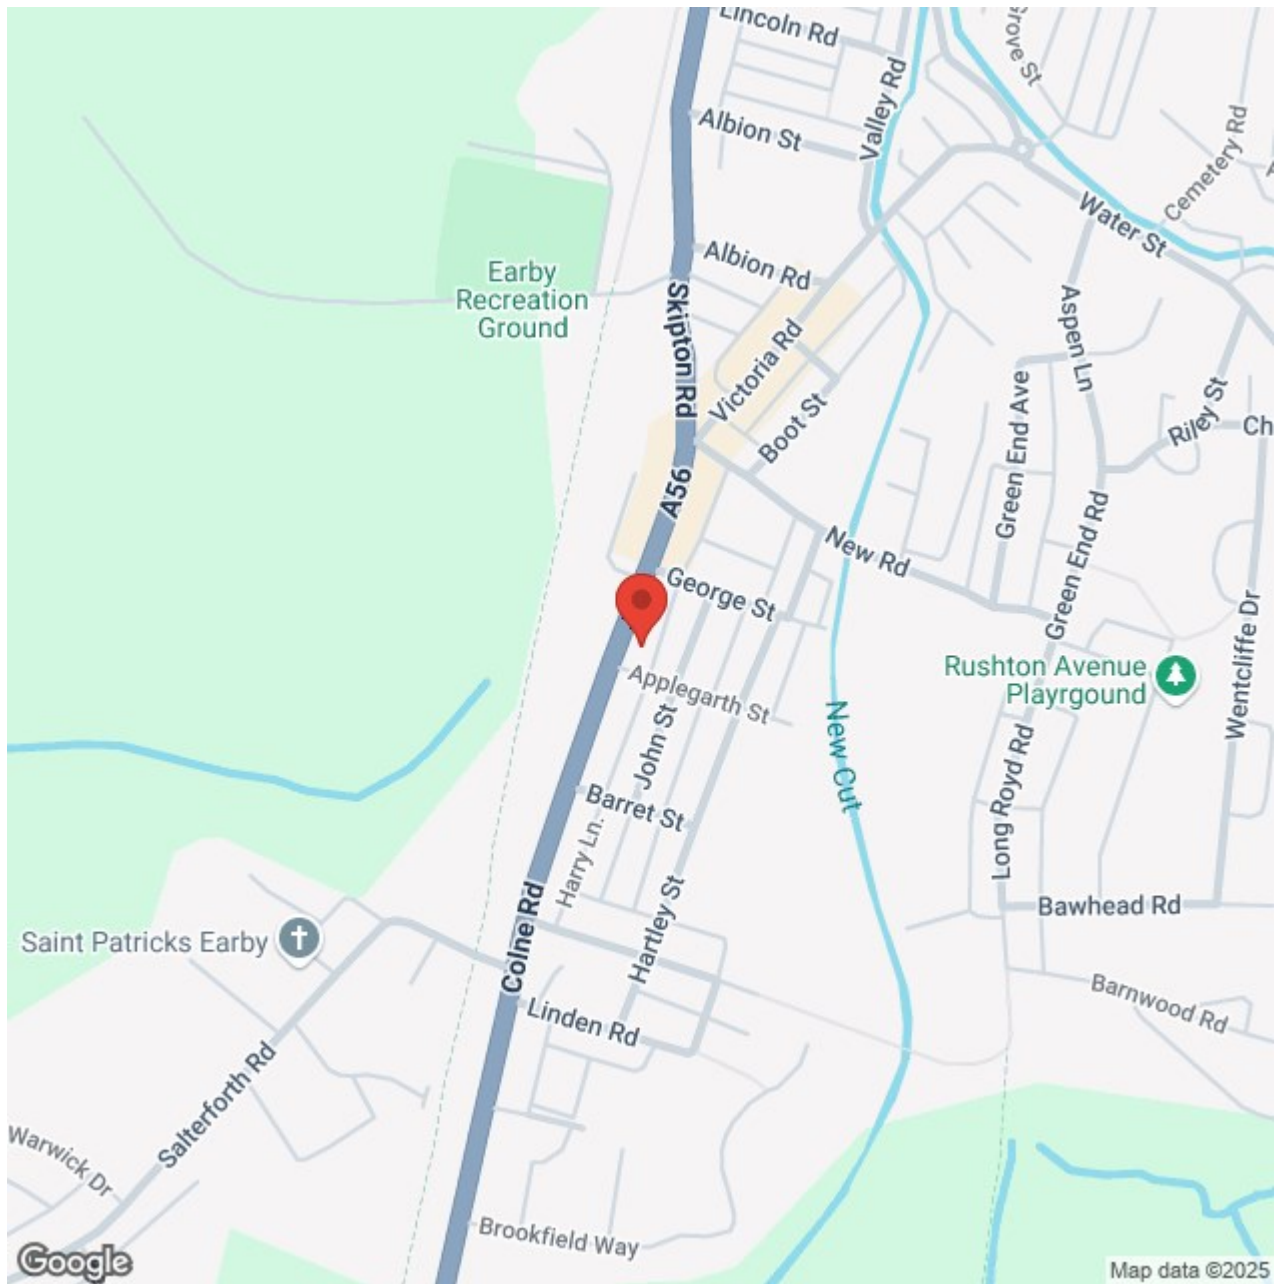 Lincoln Rd
Grove St
Valley Rd
Albion St
Cemetery Rd
Water St
Albion Rd
Earby
Recreation
Ground
Skipton Rd
Aspen Ln
Victoria Rd
Boot St
Green End Ave
Riley St
Ch
A56
New Rd
Green End Rd
George St
Wentcliffe Dr
Rushton Avenue
Playrgound
Applegarth St
John St
New Cut
Long Royd Rd
Barret St
Harry Ln.
Hartley St
Bawhead Rd
Colne Rd
Saint Patricks Earby
Barnwood Rd
Linden Rd
Salterforth Rd
Warwick Dr
Brookfield Way
Google
Map data ©2025